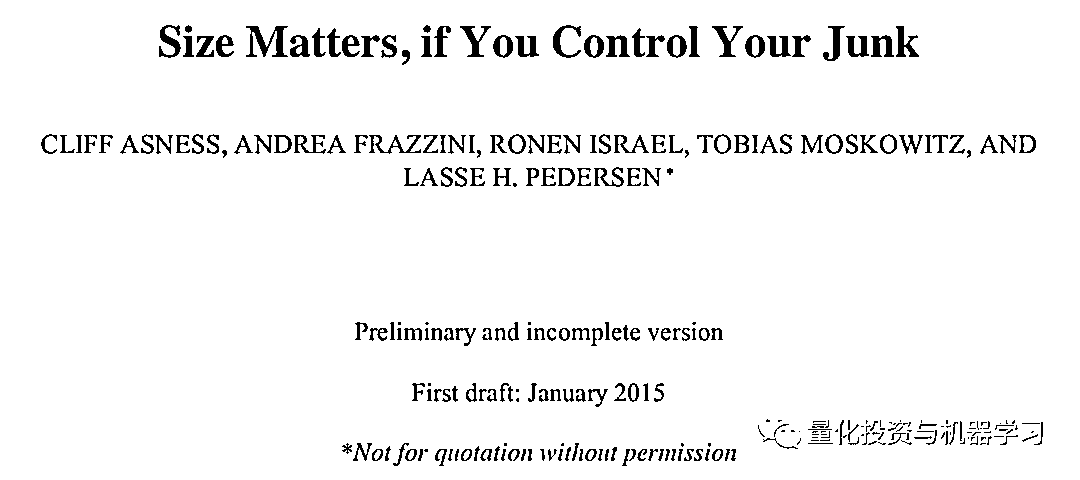 Size Matters, if You Control Your Junk
CLIFF ASNESS, ANDREA FRAZZINI, RONEN ISRAEL, TOBIAS MOSKOWITZ, AND
LASSE H. PEDERSEN*
Preliminary and incomplete version
First draft: January 2015
*Not for quotation without permission
量化投资与机器学习